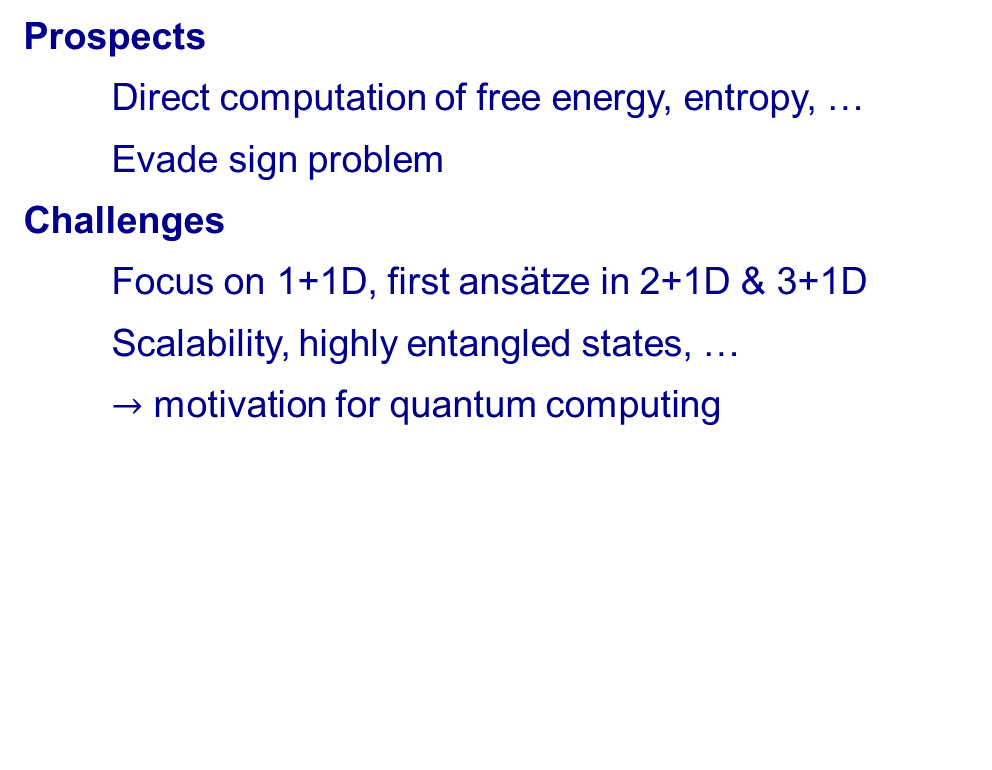 Prospects
Direct computation of free energy, entropy, …
Evade sign problem
Challenges
Focus on 1+1D, first ansätze in 2+1D & 3+1D
Scalability, highly entangled states, …
→ motivation for quantum computing